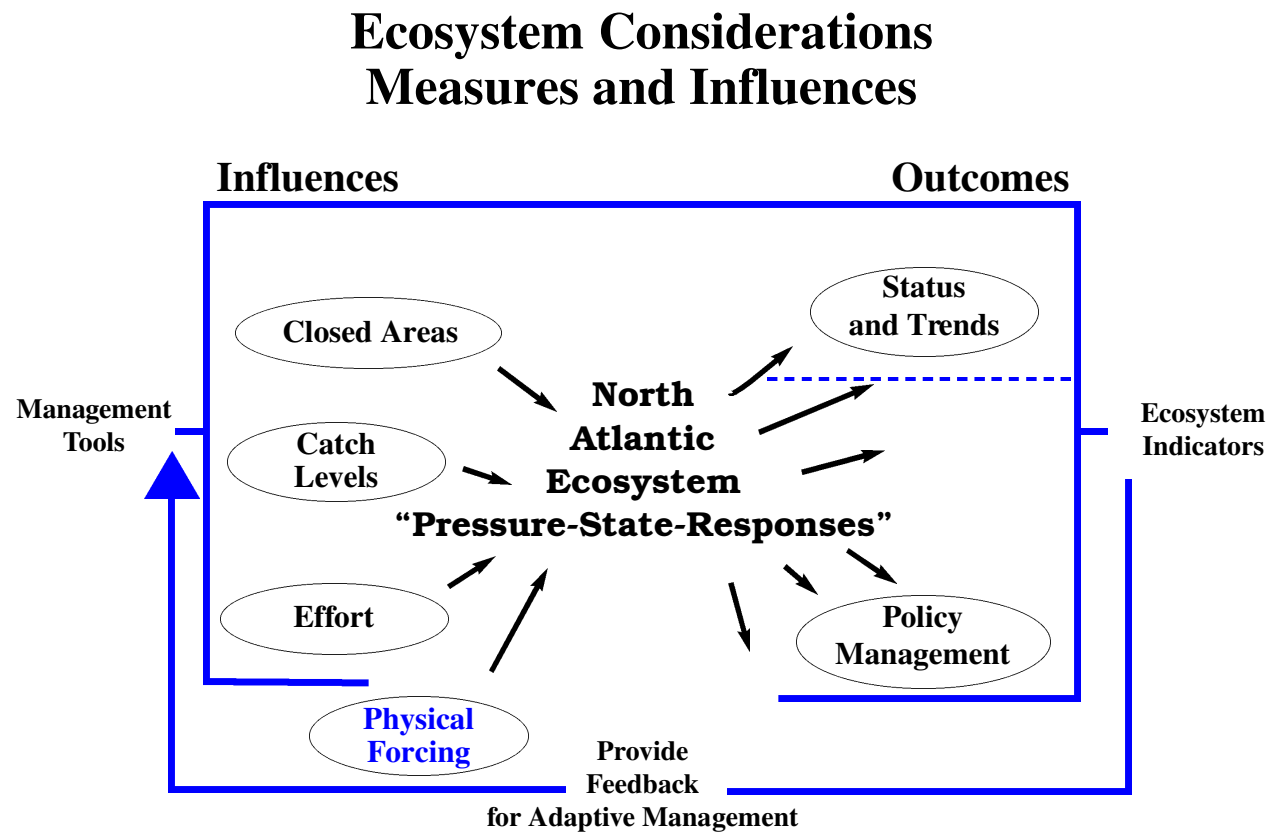 Ecosystem Considerations
Measures and Influences
Influences
Outcomes
Closed Areas
Status
and Trends
Management
Tools
North
Atlantic
Ecosystem
“Pressure-State-Responses”
Ecosystem
Indicators
Catch
Levels
Effort
Policy
Management
Physical
Forcing
Provide
Feedback
for Adaptive Management